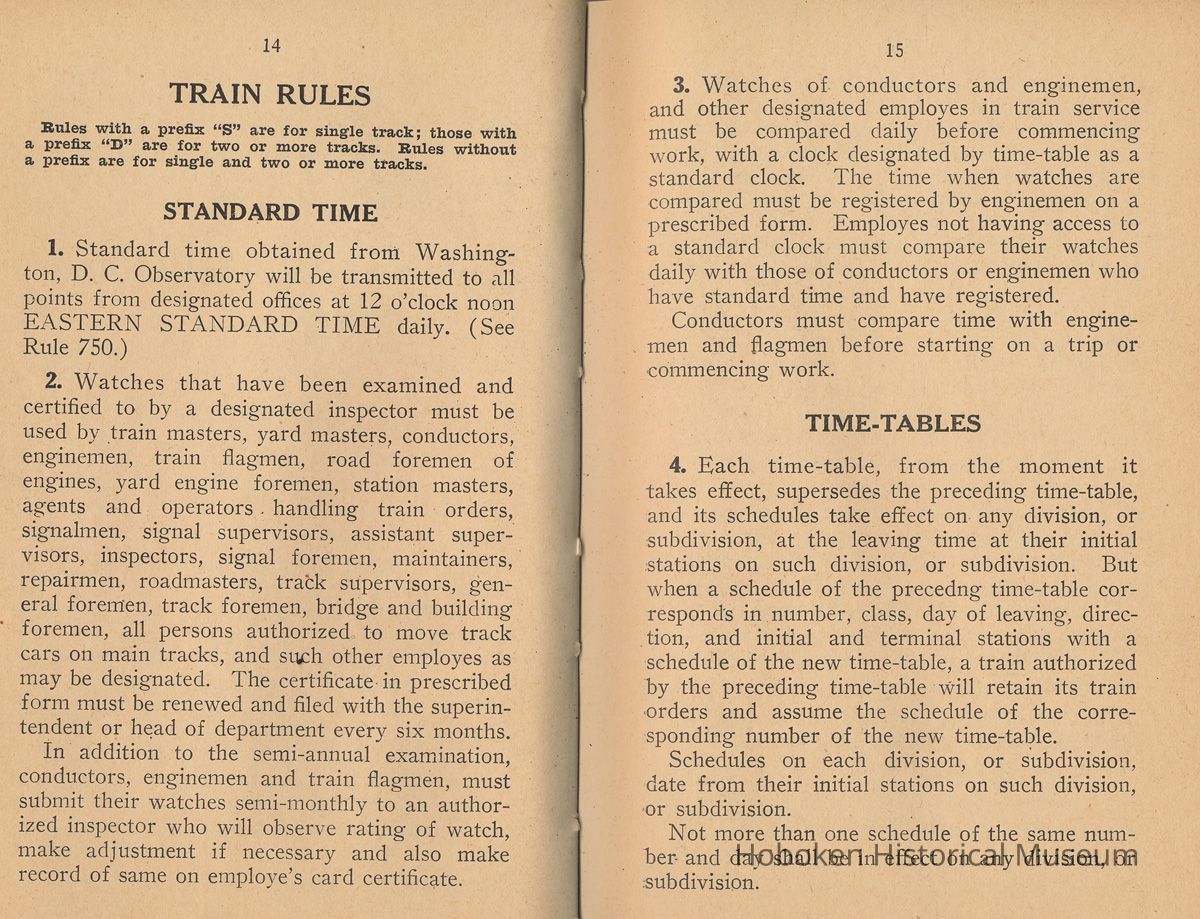 14
TRAIN RULES
Rules with a prefix “S” are for single track; those with
a prefix “D” are for two or more tracks. Rules without
a prefix are for single and two or more tracks.
STANDARD TIME
1. Standard time obtained from Washing-
ton, D. C. Observatory will be transmitted to all
points from designated offices at 12 o’clock noon
EASTERN STANDARD TIME daily. (See
Rule 750.)
2. Watches that have been examined and
certified to by a designated inspector must be
used by train masters, yard masters, conductors,
enginemen, train flagmen, road foremen of
engines, yard engine foremen, station masters,
agents and operators handling train orders,
signalmen, signal supervisors, assistant super-
visors, inspectors, signal foremen, maintainers,
repairmen, roadmasters, track supervisors, gen-
eral foremen, track foremen, bridge and building
foremen, all persons authorized to move track
cars on main tracks, and such other employes as
may be designated. The certificate in prescribed
form must be renewed and filed with the superin-
tendent or head of department every six months.
In addition to the semi-annual examination,
conductors, enginemen and train flagmen, must
submit their watches semi-monthly to an author-
ized inspector who will observe rating of watch,
make adjustment if necessary and also make
record of same on employe’s card certificate.
15
3. Watches of conductors and enginemen,
and other designated employes in train service
must be compared daily before commencing
work, with a clock designated by time-table as a
standard clock. The time when watches are
compared must be registered by enginemen on a
prescribed form. Employes not having access to
a standard clock must compare their watches
daily with those of conductors or enginemen who
have standard time and have registered.
Conductors must compare time with engine-
men and flagmen before starting on a trip or
commencing work.
TIME-TABLES
4. Each time-table, from the moment it
takes effect, supersedes the preceding time-table,
and its schedules take effect on any division, or
subdivision, at the leaving time at their initial
stations on such division, or subdivision. But
when a schedule of the precedng time-table cor-
responds in number, class, day of leaving, direc-
tion, and initial and terminal stations with a
schedule of the new time-table, a train authorized
by the preceding time-table will retain its train
orders and assume the schedule of the corre-
sponding number of the new time-table.
Schedules on each division, or subdivision,
date from their initial stations on such division,
or subdivision.
Not more than one schedule of the same num-
ber and day shall be in effect on any division, or
subdivision.
Hoboken Historical Museum